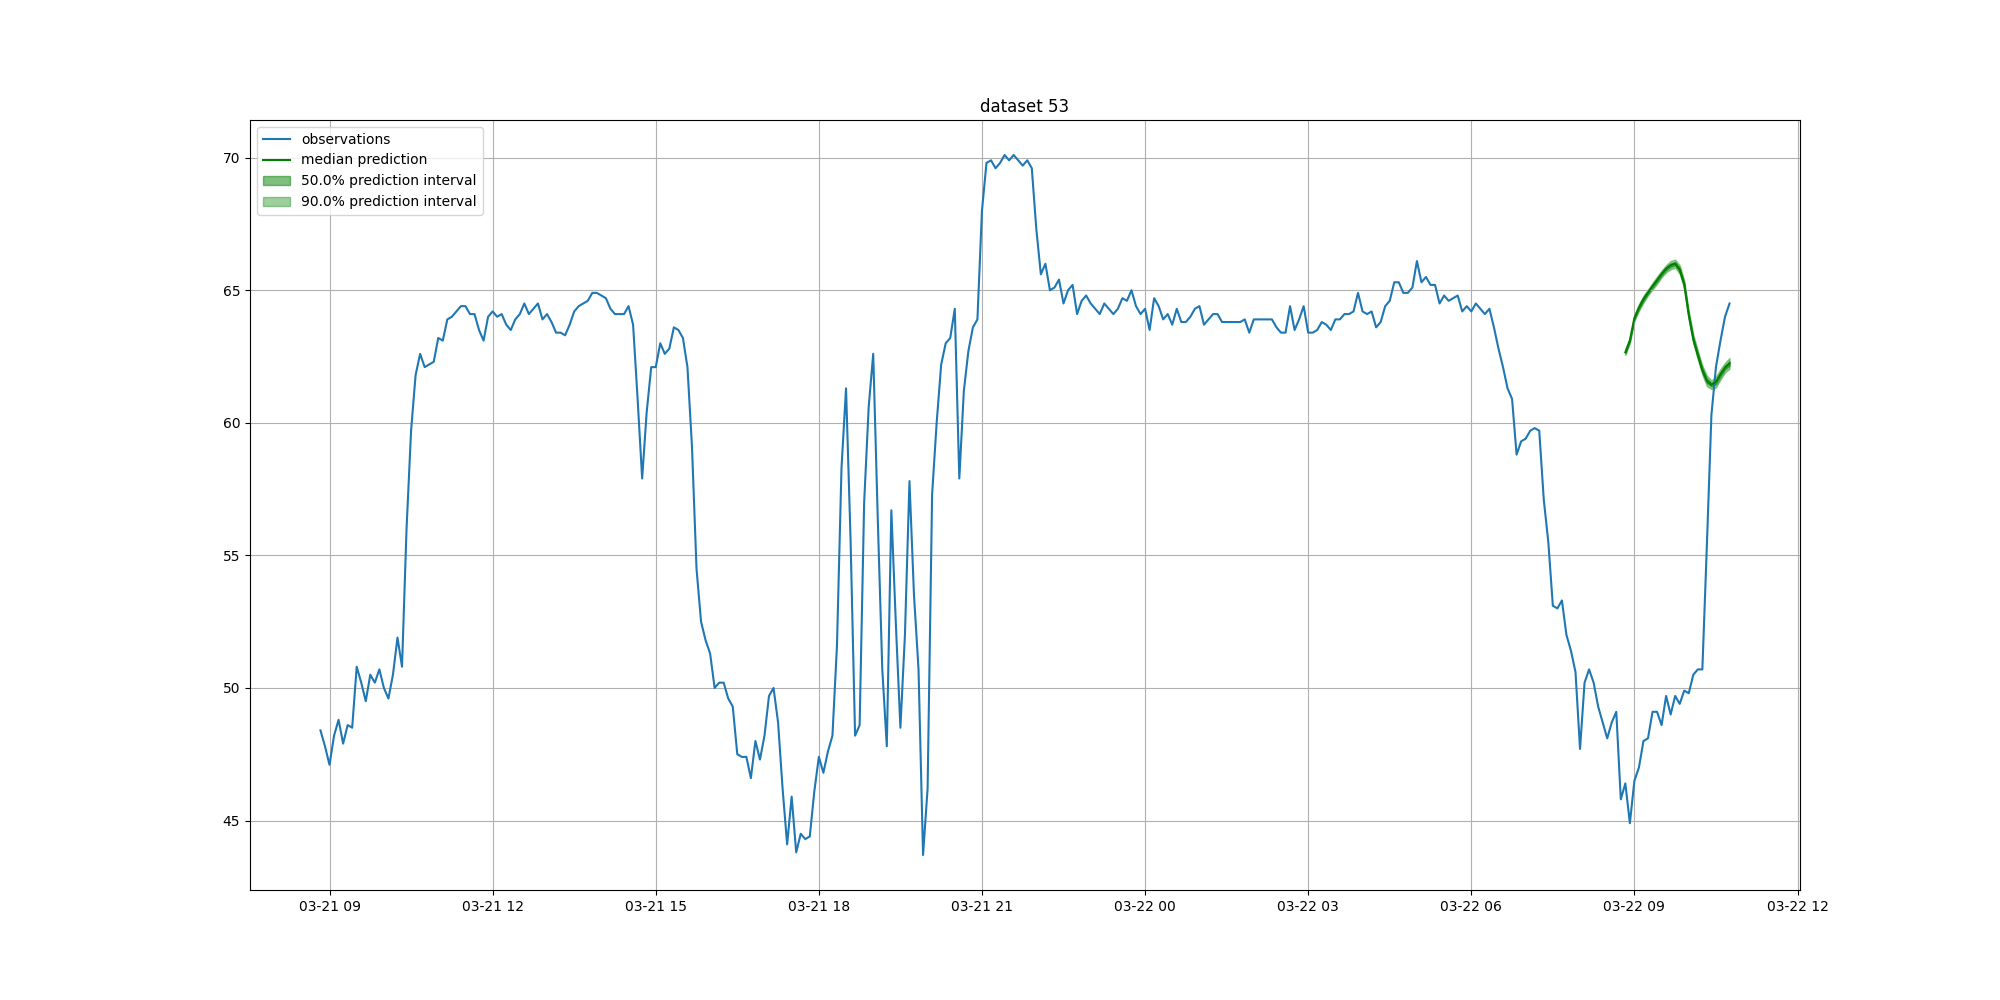 dataset 53
observations
median prediction
50.0% prediction interval
90.0% prediction interval
70
65
60
55
50
45
03-21 09 03-21 12 03-21 15 03-21 18 03-21 21 03-22 00 03-22 03 03-22 06 03-22 09 03-22 12